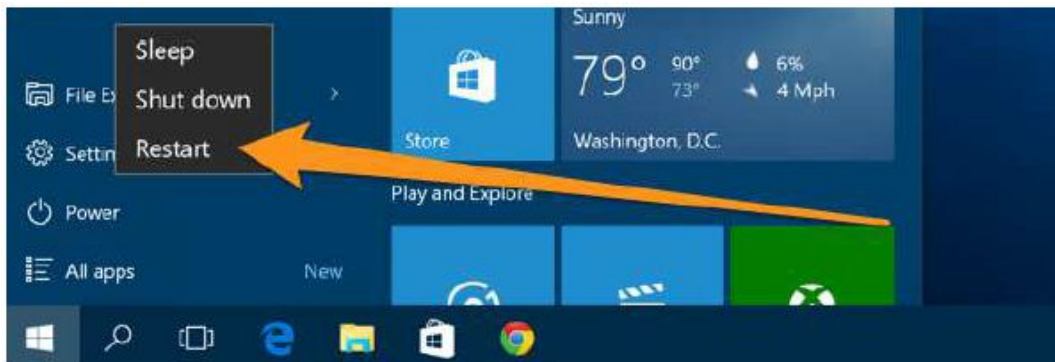 Sleep
Shut down
Restart
File Ex
Settin
Power
All apps
New
Store
Sunny
79°
90°
73°
6%
4 Mph
Washington, D.C.
Play and Explore